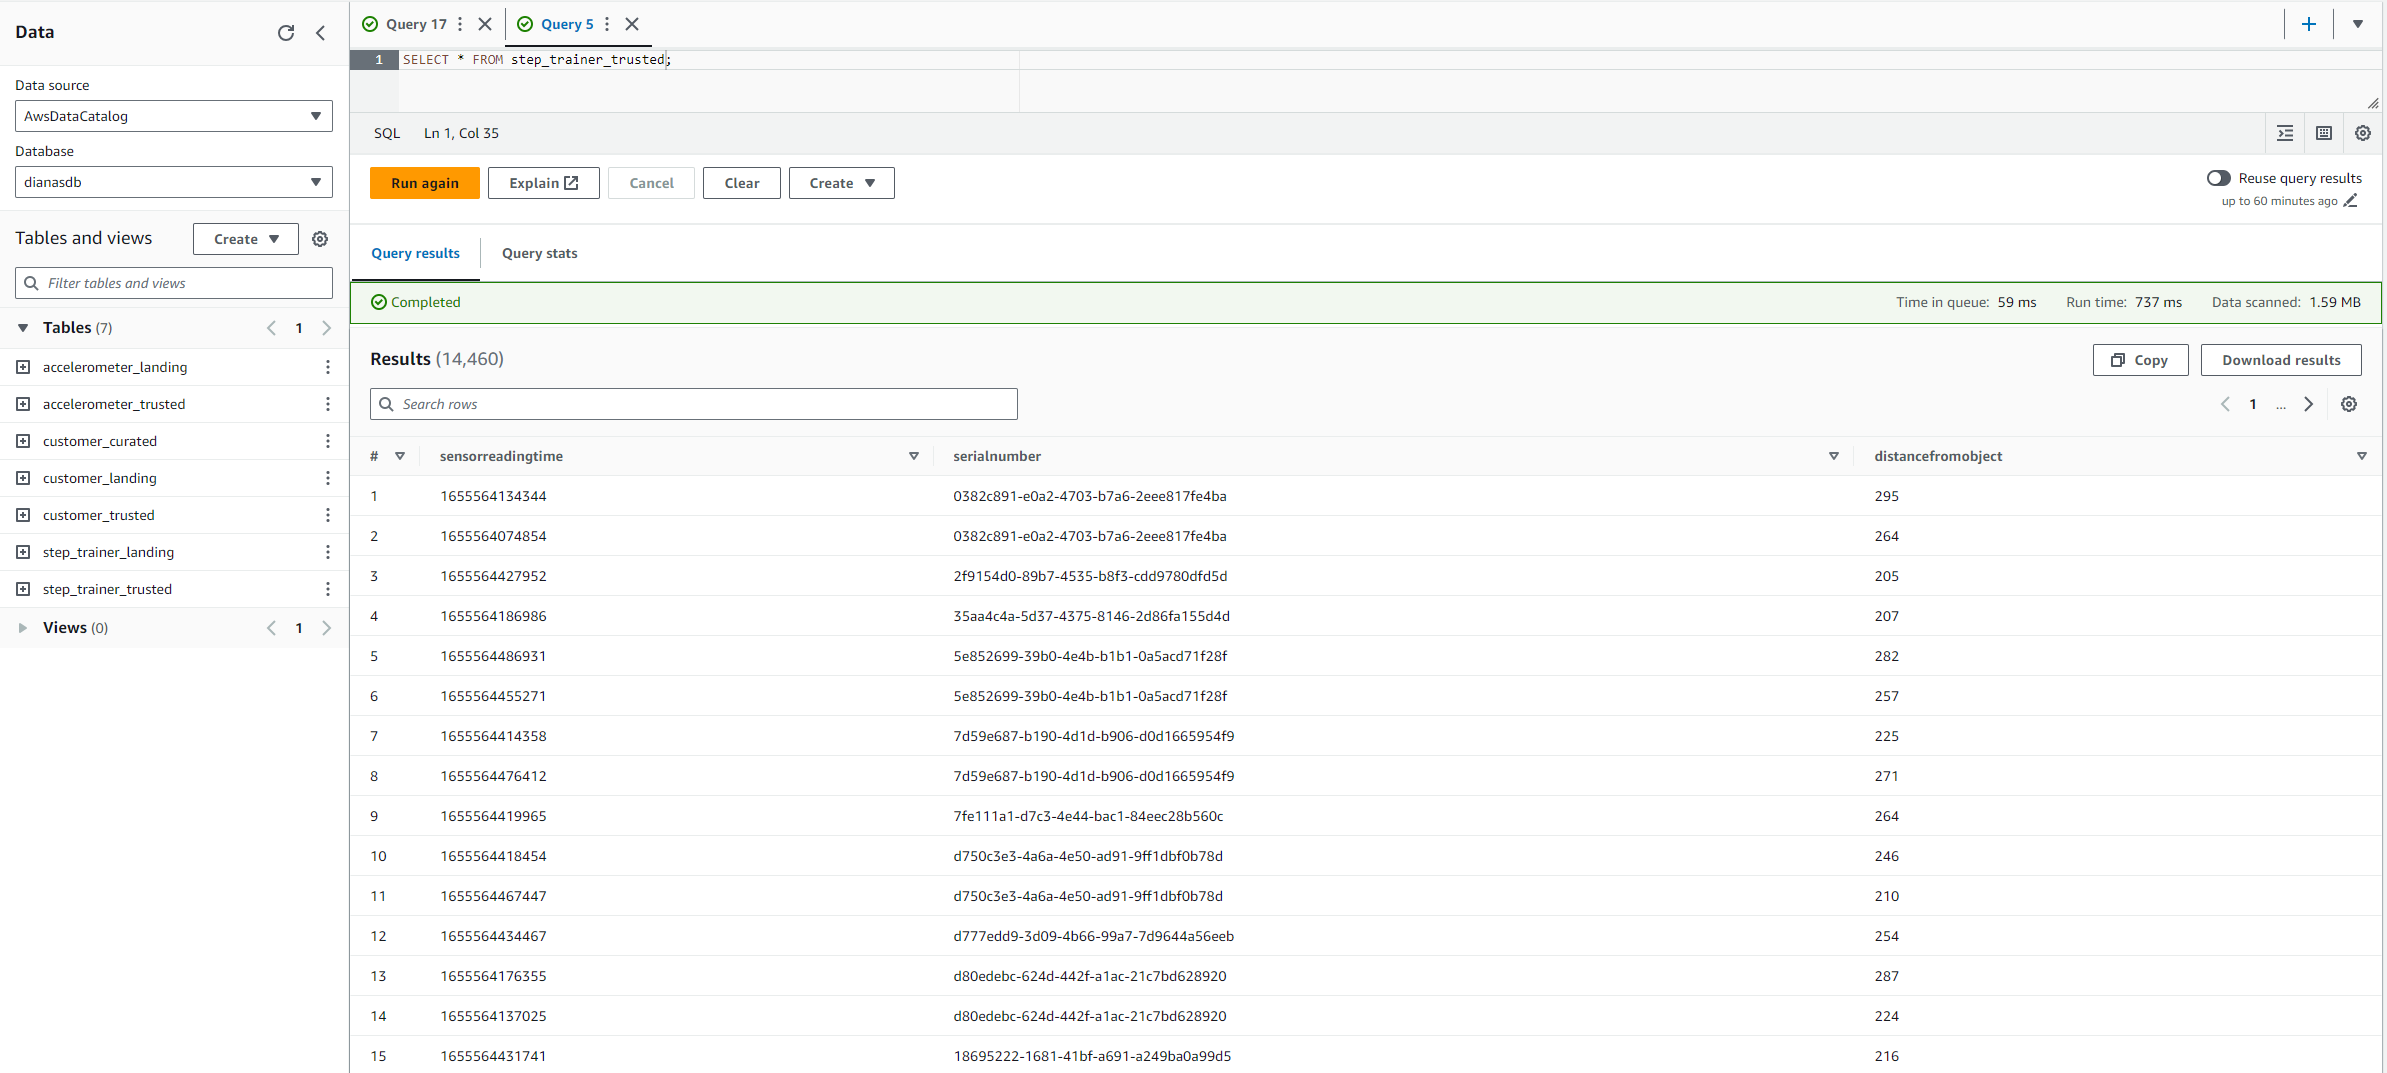 Data
Data source
AwsDataCatalog
Database
dianasdb
Tables and views
Create
Filter tables and views
Tables (7)
1
accelerometer_landing
accelerometer_trusted
customer_curated
customer_landing
customer_trusted
step_trainer_landing
step_trainer_trusted
Views (0)
1
Query 17
Query 5
1 SELECT * FROM step_trainer_trusted;
SQL Ln 1, Col 35
Run again Explain Cancel Clear Create
Reuse query results
up to 60 minutes ago
Query results Query stats
Completed Time in queue: 59 ms Run time: 737 ms Data scanned: 1.59 MB
Results (14,460)
Copy Download results
Search rows
1 ...
# sensorreadingtime serialnumber distancefromobject
1 1655564134344 0382c891-e0a2-4703-b7a6-2eee817fe4ba 295
2 1655564074854 0382c891-e0a2-4703-b7a6-2eee817fe4ba 264
3 1655564427952 2f9154d0-89b7-4535-b8f3-cdd9780dfd5d 205
4 1655564186986 35aa4c4a-5d37-4375-8146-2d86fa155d4d 207
5 1655564486931 5e852699-39b0-4e4b-b1b1-0a5acd71f28f 282
6 1655564455271 5e852699-39b0-4e4b-b1b1-0a5acd71f28f 257
7 1655564414358 7d59e687-b190-4d1d-b906-d0d1665954f9 225
8 1655564476412 7d59e687-b190-4d1d-b906-d0d1665954f9 271
9 1655564419965 7fe111a1-d7c3-4e44-bac1-84eec28b560c 264
10 1655564418454 d750c3e3-4a6a-4e50-ad91-9ff1dbf0b78d 246
11 1655564467447 d750c3e3-4a6a-4e50-ad91-9ff1dbf0b78d 210
12 1655564434467 d777edd9-3d09-4b66-99a7-7d9644a56eeb 254
13 1655564176355 d80edebc-624d-442f-a1ac-21c7bd628920 287
14 1655564137025 d80edebc-624d-442f-a1ac-21c7bd628920 224
15 1655564431741 18695222-1681-41bf-a691-a249ba0a99d5 216